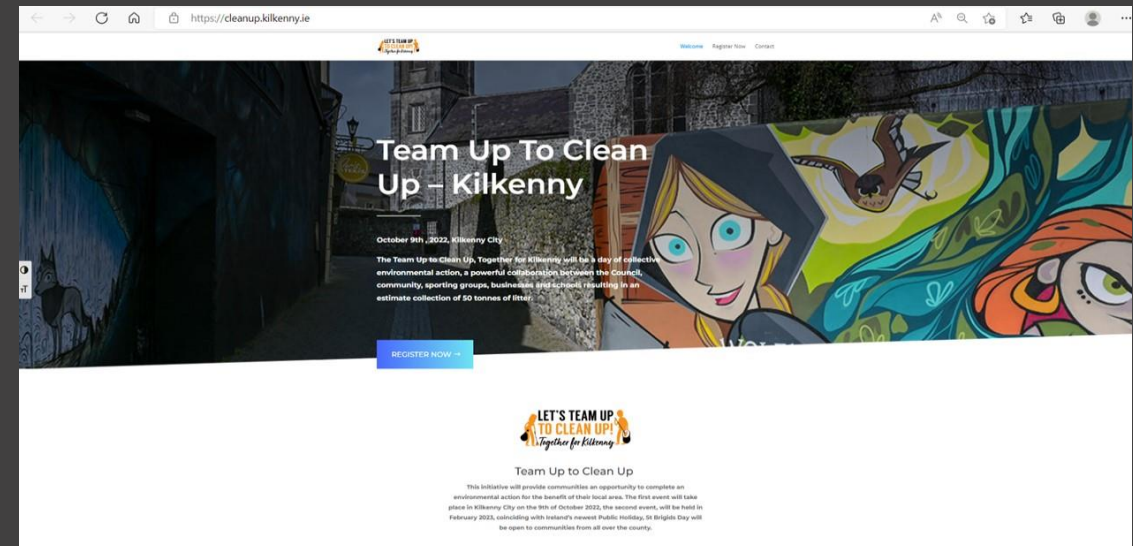 https://cleanup.kilkenny.ie
LET'S TEAM UP
TO CLEAN UP!
Together for Kilkenny
Welcome Register Now Contact
Team Up To Clean
Up – Kilkenny
October 9th , 2022, Kilkenny City
The Team Up to Clean Up, Together for Kilkenny will be a day of collective
environmental action, a powerful collaboration between the Council,
community, sporting groups, businesses and schools resulting in an
estimate collection of 50 tonnes of litter.
REGISTER NOW →
LET'S TEAM UP
TO CLEAN UP!
Together for Kilkenny
Team Up to Clean Up
This initiative will provide communities an opportunity to complete an
environmental action for the benefit of their local area. The first event will take
place in Kilkenny City on the 9th of October 2022, the second event, will be held in
February 2023, coinciding with Ireland's newest Public Holiday, St Brigids Day will
be open to communities from all over the county.